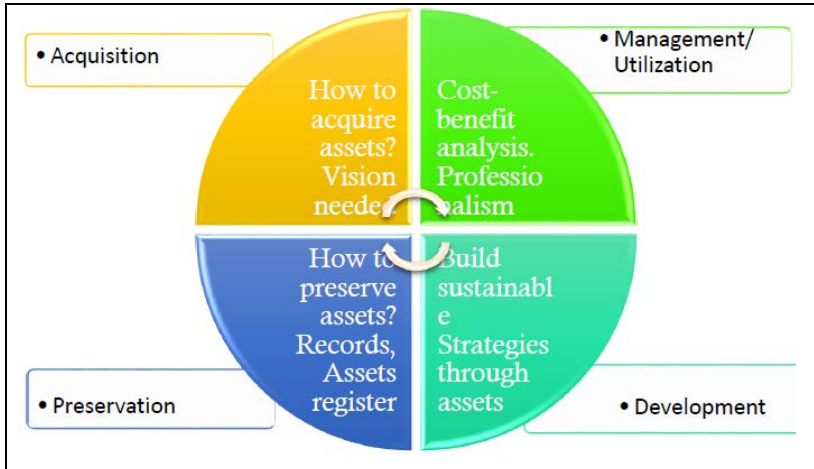 • Acquisition
How to
acquire
assets?
Vision
needed
Cost-
benefit
analysis.
Professio
nalism
• Management/
Utilization
• Preservation
How to
preserve
assets?
Records,
Assets
register
Build
sustainabl
e
Strategies
through
assets
• Development